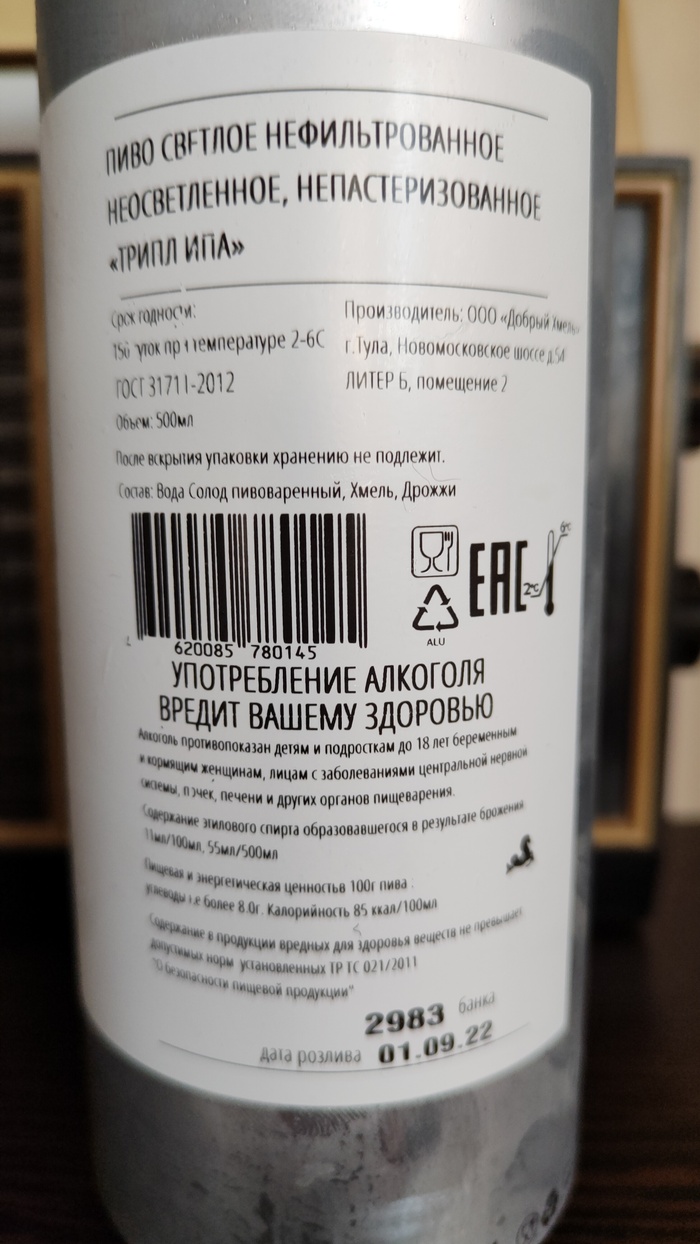 ПИВО СВЕТЛОЕ НЕФИЛЬТРОВАННОЕ
НЕОСВЕТЛЕННОЕ, НЕПАСТЕРИЗОВАННОЕ
«ТРИПЛ ИПА»
Срок годности:
температуре 2-6С
ГОСТ 31711-2012
Объем: 500мл
Производитель: ООО «Добрый Хмель»
г.Тула, Новомосковское шоссе д.54
ЛИТЕР Б, помещение 2
После вскрытия упаковки хранению не подлежит.
Состав: Вода Солод пивоваренный, Хмель, Дрожжи
620085 780145
ALU
EAC
2°C
6°C
УПОТРЕБЛЕНИЕ АЛКОГОЛЯ
ВРЕДИТ ВАШЕМУ ЗДОРОВЬЮ
Алкоголь противопоказан детям и подросткам до 18 лет беременным
и кормящим женщинам, лицам с заболеваниями центральной нервной
системы, почек, печени и других органов пищеварения.
Содержание этилового спирта образовавшегося в результате брожения
11мл/100мл, 55мл/500мл
Пищевая и энергетическая ценностьв 100г пива :
углеводы не более 8.0г. Калорийность 85 ккал/100мл
Содержание в продукции вредных для здоровья веществ не превышает
допустимых норм установленных ТР ТС 021/2011
"О безопасности пищевой продукции"
2983 банка
дата розлива 01.09.22